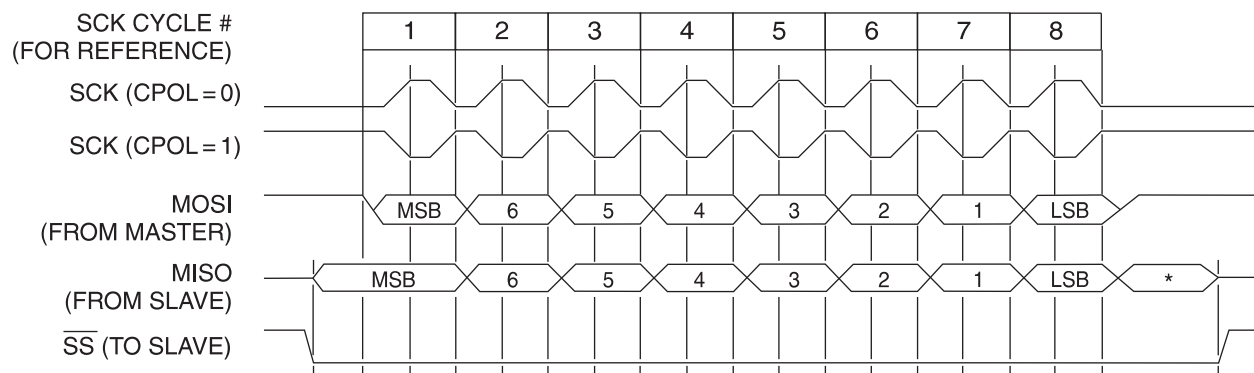 SCK CYCLE #
(FOR REFERENCE)
1 2 3 4 5 6 7 8
SCK (CPOL = 0)
SCK (CPOL = 1)
MOSI
(FROM MASTER)
MSB 6 5 4 3 2 1 LSB
MISO
(FROM SLAVE)
MSB 6 5 4 3 2 1 LSB *
SS (TO SLAVE)